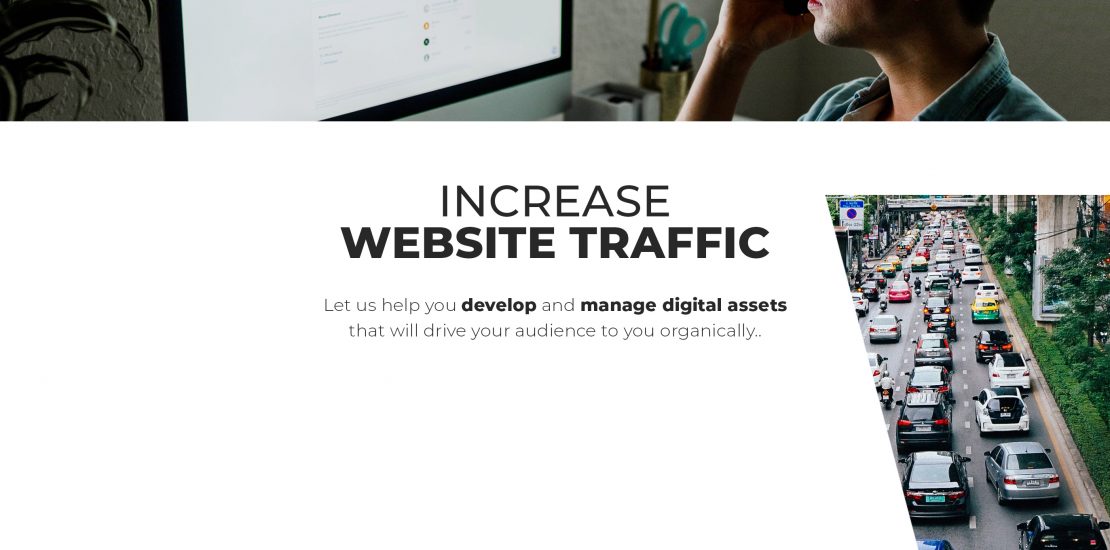 INCREASE
WEBSITE TRAFFIC
Let us help you develop and manage digital assets
that will drive your audience to you organically..